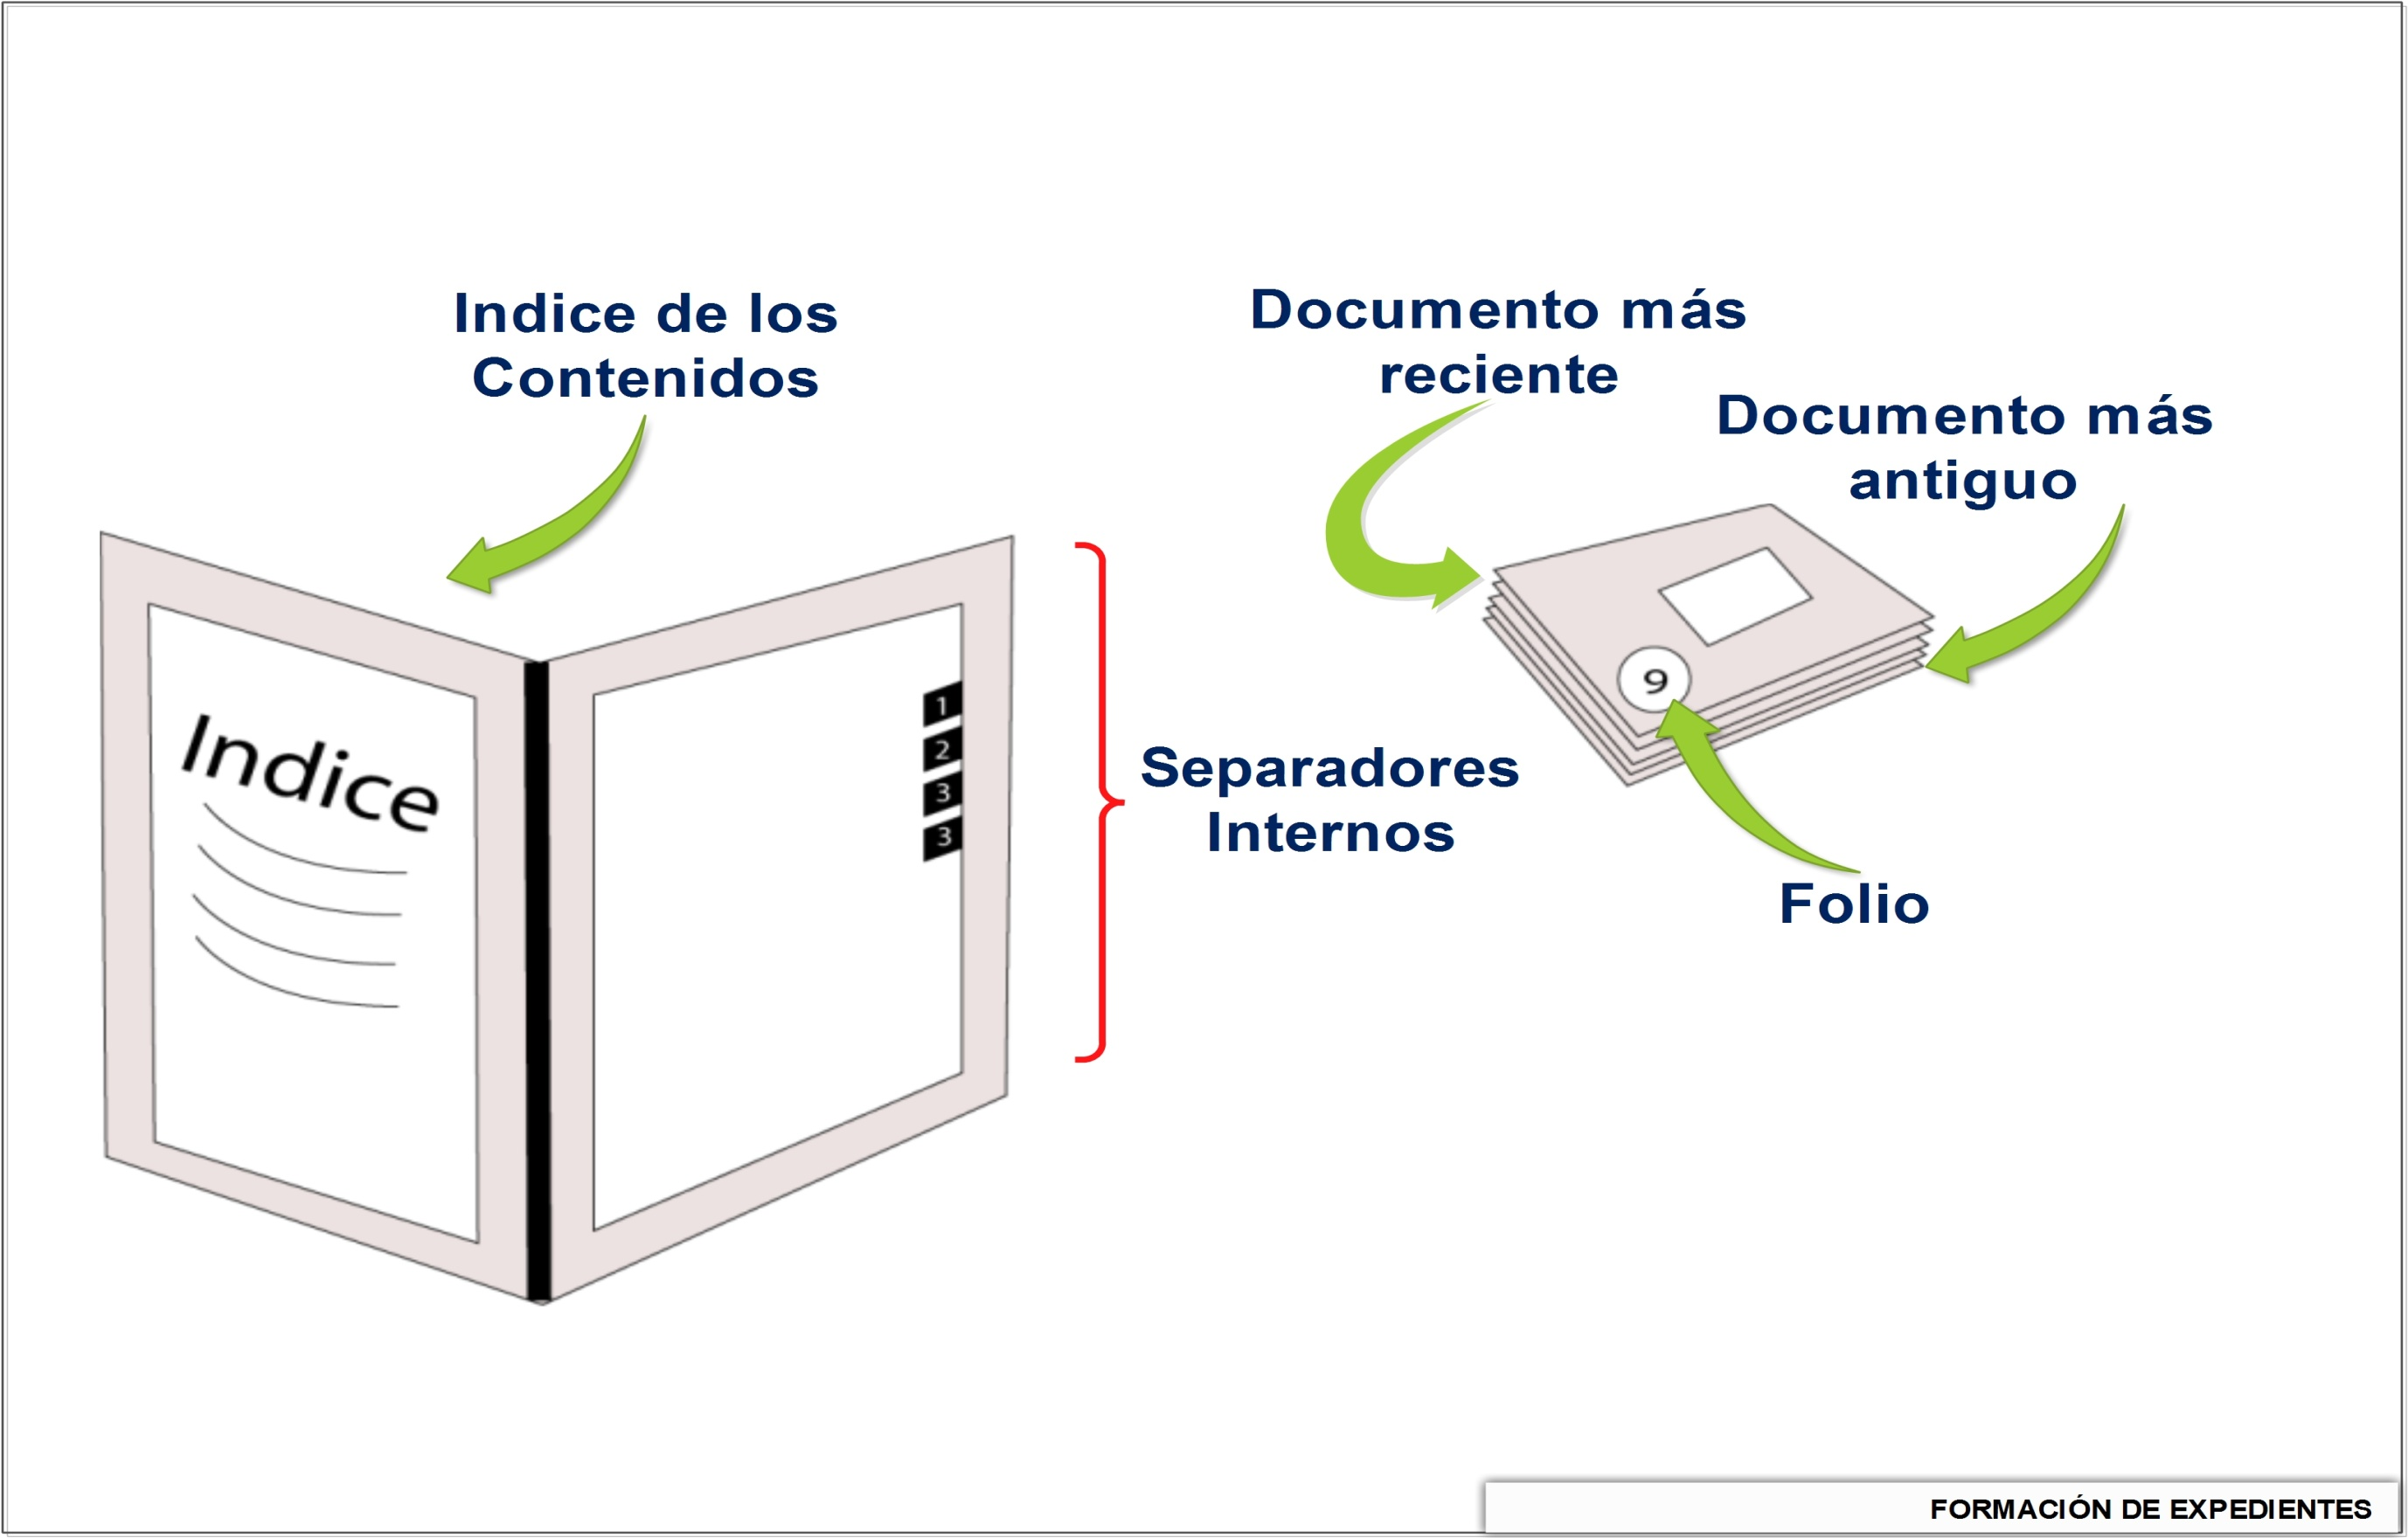 Indice de los
Contenidos
Documento más
reciente
Documento más
antiguo
Indice
1
2
3
3
Separadores
Internos
9
Folio
FORMACIÓN DE EXPEDIENTES